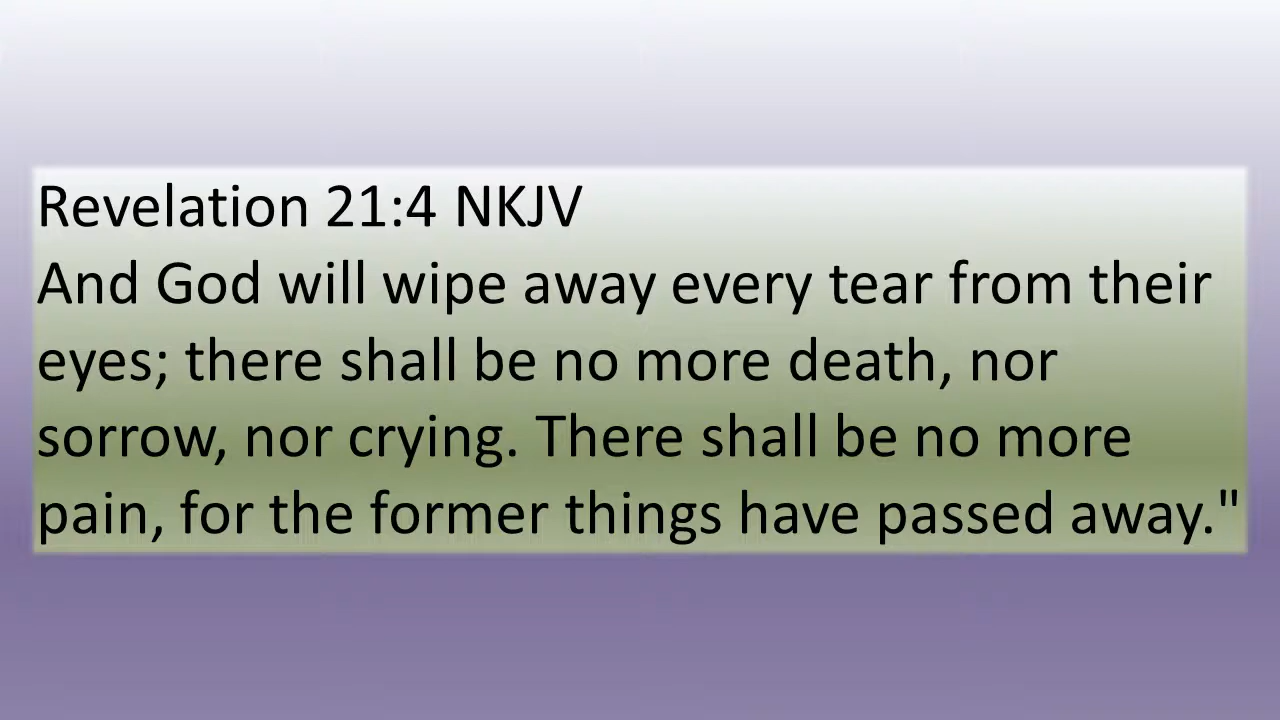 Revelation 21:4 NKJV
And God will wipe away every tear from their
eyes; there shall be no more death, nor
sorrow, nor crying. There shall be no more
pain, for the former things have passed away."